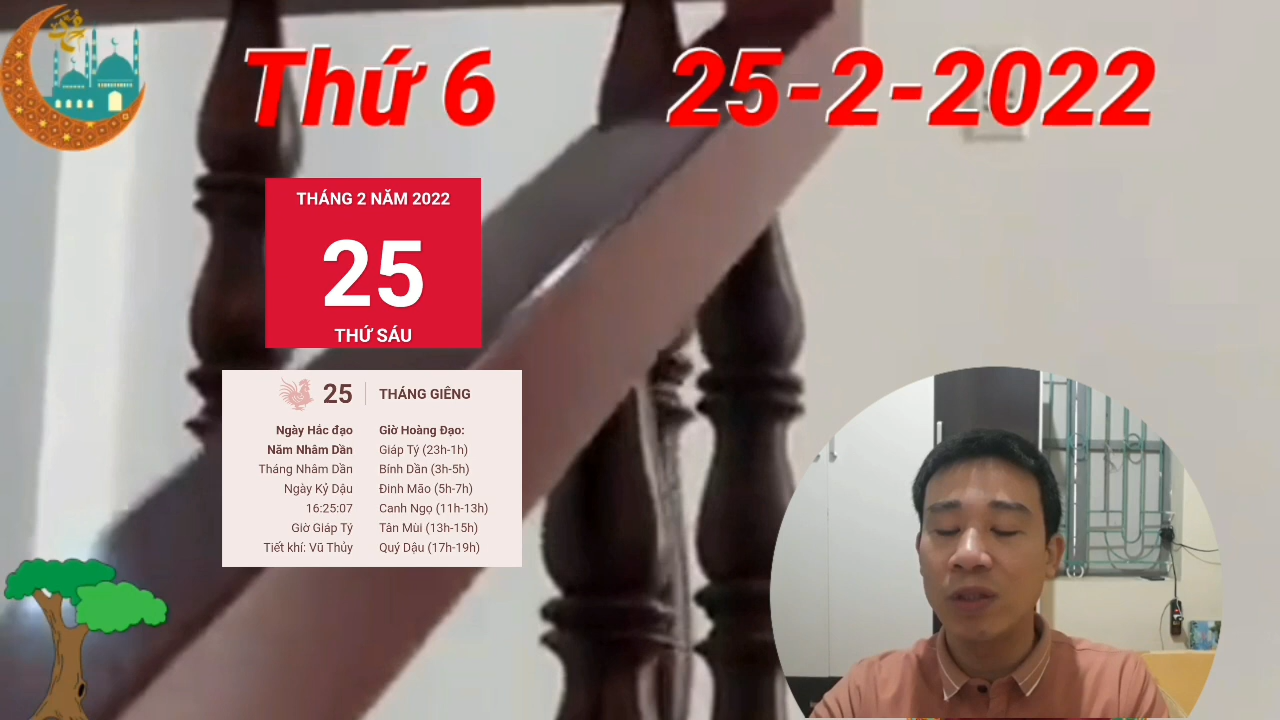 Thứ 6 25-2-2022
THÁNG 2 NĂM 2022
25
THỨ SÁU
25 THÁNG GIÊNG
Ngày Hắc đạo
Năm Nhâm Dần
Tháng Nhâm Dần
Ngày Kỷ Dậu
16:25:07
Giờ Giáp Tý
Tiết khí: Vũ Thủy
Giờ Hoàng Đạo:
Giáp Tý (23h-1h)
Bính Dần (3h-5h)
Đinh Mão (5h-7h)
Canh Ngọ (11h-13h)
Tân Mùi (13h-15h)
Quý Dậu (17h-19h)